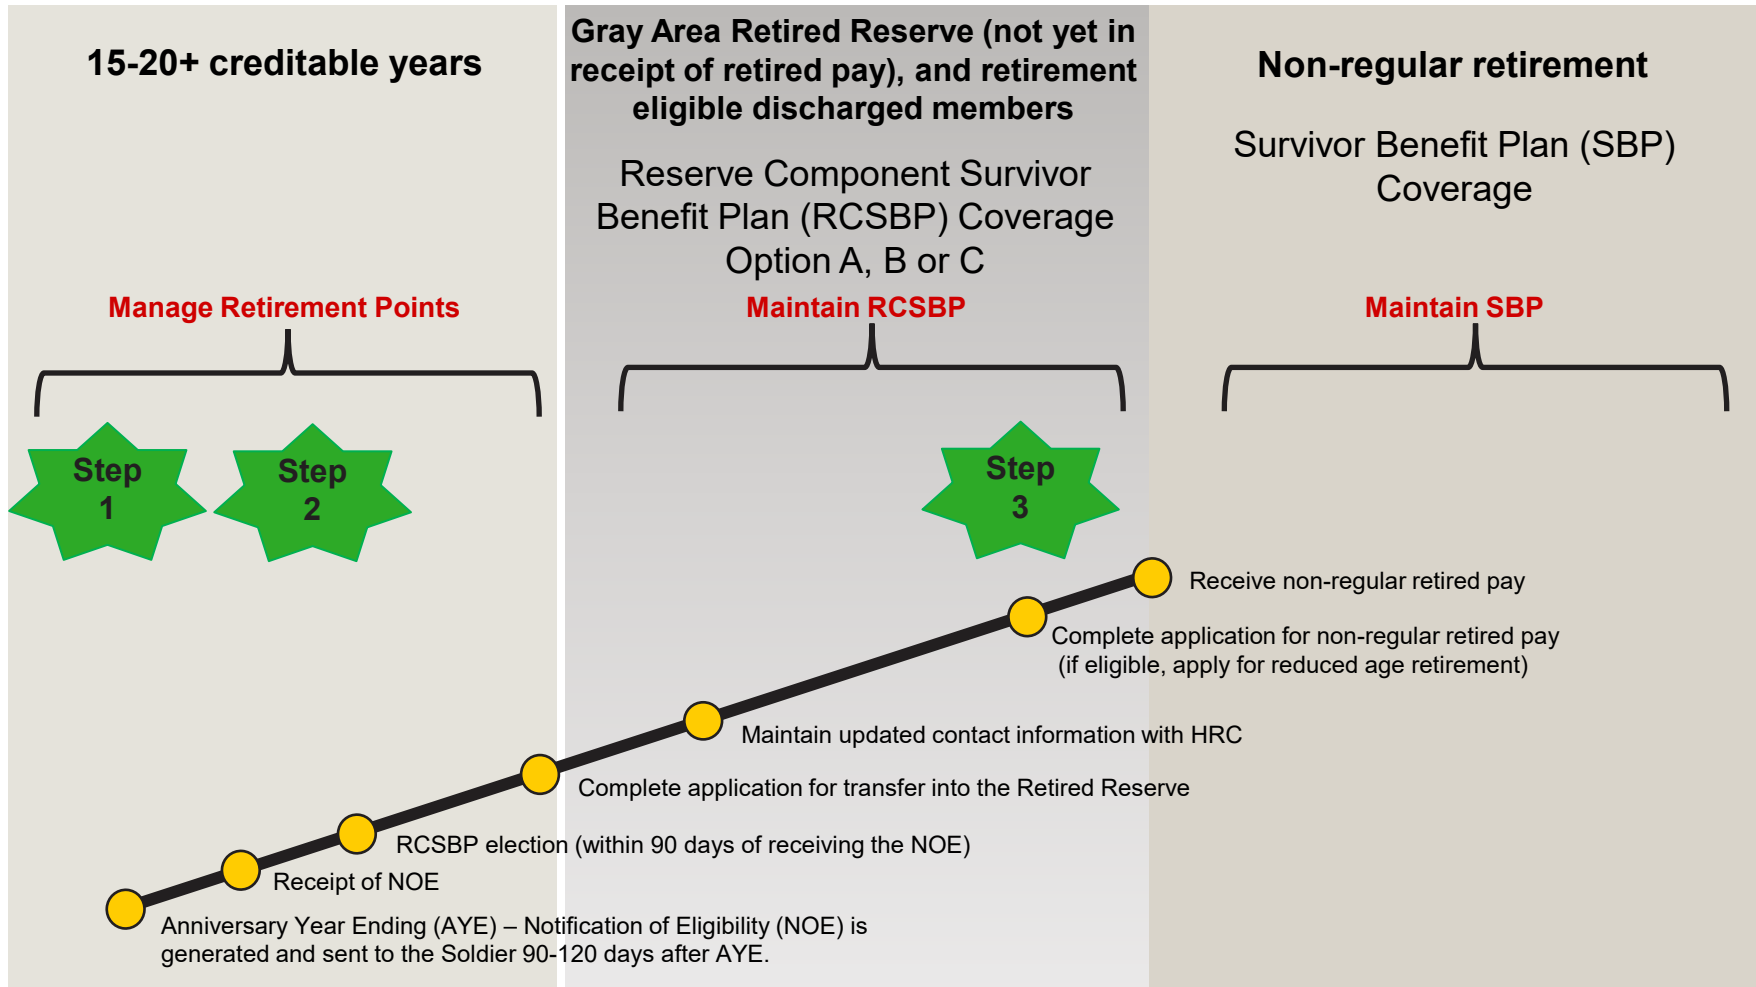 15-20+ creditable years
Gray Area Retired Reserve (not yet in
receipt of retired pay), and retirement
eligible discharged members
Reserve Component Survivor
Benefit Plan (RCSBP) Coverage
Option A, B or C
Non-regular retirement
Survivor Benefit Plan (SBP)
Coverage
Manage Retirement Points
Maintain RCSBP
Maintain SBP
Step
1
Step
2
Step
3
Receive non-regular retired pay
Complete application for non-regular retired pay
(if eligible, apply for reduced age retirement)
Maintain updated contact information with HRC
Complete application for transfer into the Retired Reserve
RCSBP election (within 90 days of receiving the NOE)
Receipt of NOE
Anniversary Year Ending (AYE) – Notification of Eligibility (NOE) is
generated and sent to the Soldier 90-120 days after AYE.